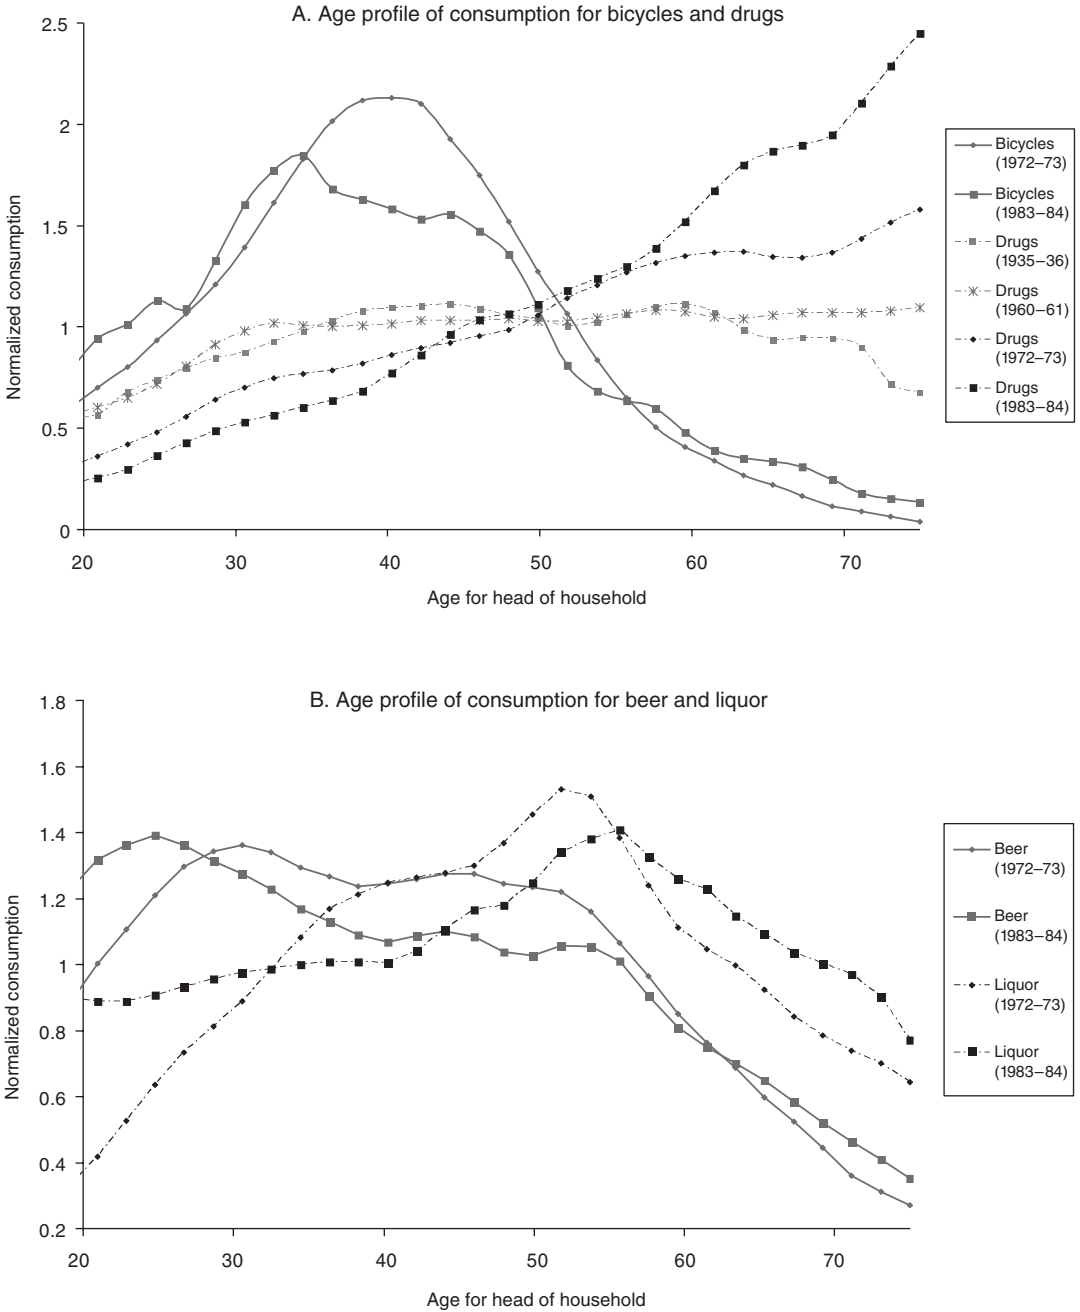 A. Age profile of consumption for bicycles and drugs
2.5
2
1.5
1
0.5
0
Normalized consumption
20
30
40
50
60
70
Age for head of household
Bicycles
(1972–73)
Bicycles
(1983–84)
Drugs
(1935–36)
Drugs
(1960–61)
Drugs
(1972–73)
Drugs
(1983–84)
B. Age profile of consumption for beer and liquor
1.8
1.6
1.4
1.2
1
0.8
0.6
0.4
0.2
Normalized consumption
20
30
40
50
60
70
Age for head of household
Beer
(1972–73)
Beer
(1983–84)
Liquor
(1972–73)
Liquor
(1983–84)